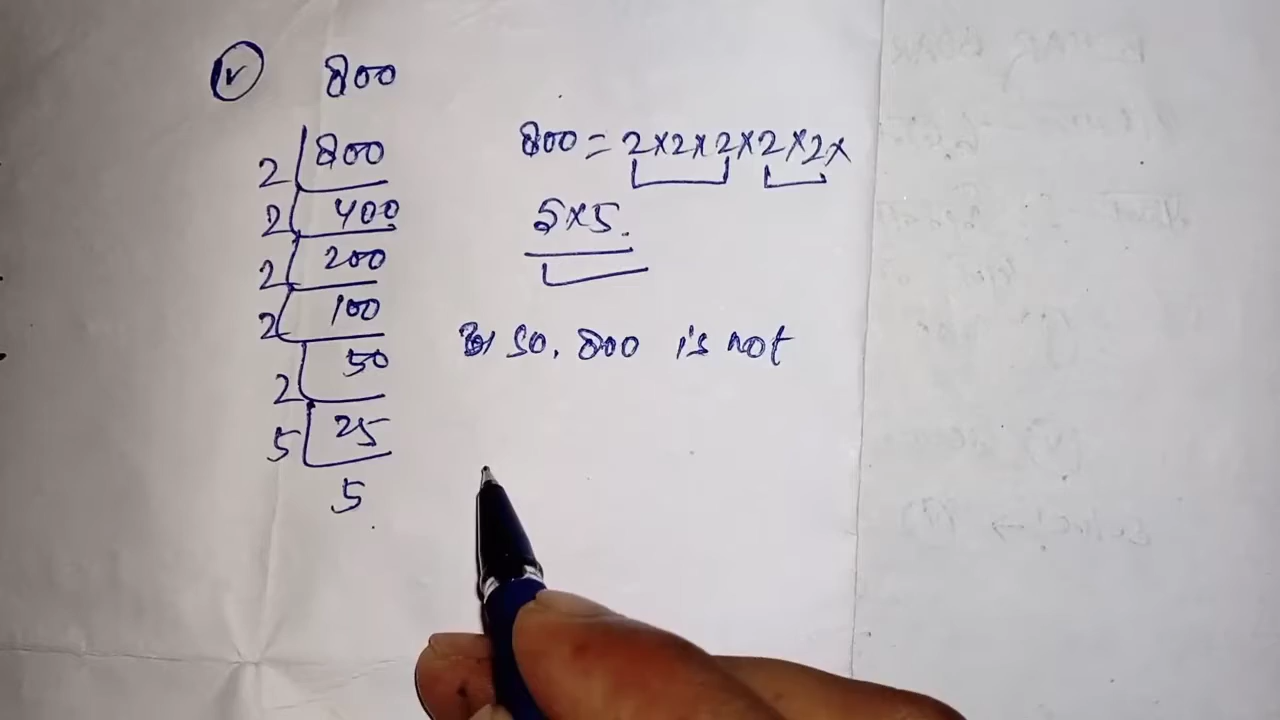 v 800
2 | 800
2 | 400
2 | 200
2 | 100
2 | 50
5 | 25
5
800 = 2×2×2×2×2×
5×5.
so, 800 is not